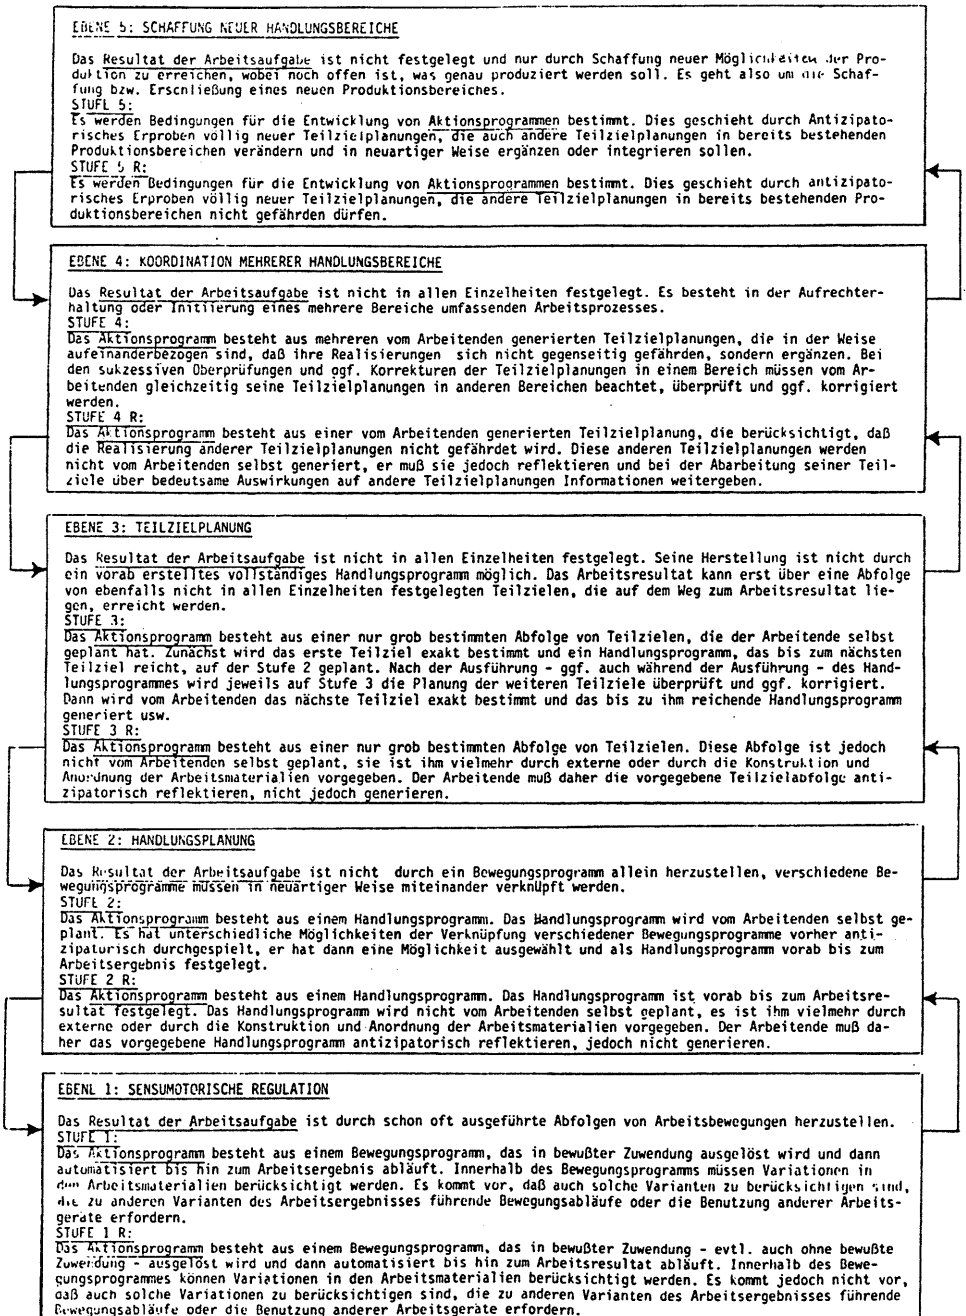 EBENE 5: SCHAFFUNG NEUER HANDLUNGSBEREICHE
Das Resultat der Arbeitsaufgabe ist nicht festgelegt und nur durch Schaffung neuer Möglichkeiten der Pro-
duktion zu erreichen, wobei noch offen ist, was genau produziert werden soll. Es geht also um die Schaf-
fung bzw. Erschließung eines neuen Produktionsbereiches.
STUFE 5:
Es werden Bedingungen für die Entwicklung von Aktionsprogrammen bestimmt. Dies geschieht durch Antizipato-
risches Erproben völlig neuer Teilzielplanungen, die auch andere Teilzielplanungen in bereits bestehenden
Produktionsbereichen verändern und in neuartiger Weise ergänzen oder integrieren sollen.
STUFE 5 R:
Es werden Bedingungen für die Entwicklung von Aktionsprogrammen bestimmt. Dies geschieht durch antizipato-
risches Erproben völlig neuer Teilzielplanungen, die andere Teilzielplanungen in bereits bestehenden Pro-
duktionsbereichen nicht gefährden dürfen.
EBENE 4: KOORDINATION MEHRERER HANDLUNGSBEREICHE
Das Resultat der Arbeitsaufgabe ist nicht in allen Einzelheiten festgelegt. Es besteht in der Aufrechter-
haltung oder Initiierung eines mehrere Bereiche umfassenden Arbeitsprozesses.
STUFE 4:
Das Aktionsprogramm besteht aus mehreren vom Arbeitenden generierten Teilzielplanungen, die in der Weise
aufeinanderbezogen sind, daß ihre Realisierungen sich nicht gegenseitig gefährden, sondern ergänzen. Bei
den sukzessiven Überprüfungen und ggf. Korrekturen der Teilzielplanungen in einem Bereich müssen vom Ar-
beitenden gleichzeitig seine Teilzielplanungen in anderen Bereichen beachtet, überprüft und ggf. korrigiert
werden.
STUFE 4 R:
Das Aktionsprogramm besteht aus einer vom Arbeitenden generierten Teilzielplanung, die berücksichtigt, daß
die Realisierung anderer Teilzielplanungen nicht gefährdet wird. Diese anderen Teilzielplanungen werden
nicht vom Arbeitenden selbst generiert, er muß sie jedoch reflektieren und bei der Abarbeitung seiner Teil-
ziele über bedeutsame Auswirkungen auf andere Teilzielplanungen Informationen weitergeben.
EBENE 3: TEILZIELPLANUNG
Das Resultat der Arbeitsaufgabe ist nicht in allen Einzelheiten festgelegt. Seine Herstellung ist nicht durch
ein vorab erstelltes vollständiges Handlungsprogramm möglich. Das Arbeitsresultat kann erst über eine Abfolge
von ebenfalls nicht in allen Einzelheiten festgelegten Teilzielen, die auf dem Weg zum Arbeitsresultat lie-
gen, erreicht werden.
STUFE 3:
Das Aktionsprogramm besteht aus einer nur grob bestimmten Abfolge von Teilzielen, die der Arbeitende selbst
geplant hat. Zunächst wird das erste Teilziel exakt bestimmt und ein Handlungsprogramm, das bis zum nächsten
Teilziel reicht, auf der Stufe 2 geplant. Nach der Ausführung - ggf. auch während der Ausführung - des Hand-
lungsprogrammes wird jeweils auf Stufe 3 die Planung der weiteren Teilziele überprüft und ggf. korrigiert.
Dann wird vom Arbeitenden das nächste Teilziel exakt bestimmt und das bis zu ihm reichende Handlungsprogramm
generiert usw.
STUFE 3 R:
Das Aktionsprogramm besteht aus einer nur grob bestimmten Abfolge von Teilzielen. Diese Abfolge ist jedoch
nicht vom Arbeitenden selbst geplant, sie ist ihm vielmehr durch externe oder durch die Konstruktion und
Anordnung der Arbeitsmaterialien vorgegeben. Der Arbeitende muß daher die vorgegebene Teilzielabfolge anti-
zipatorisch reflektieren, nicht jedoch generieren.
EBENE 2: HANDLUNGSPLANUNG
Das Resultat der Arbeitsaufgabe ist nicht durch ein Bewegungsprogramm allein herzustellen, verschiedene Be-
wegungsprogramme müssen in neuartiger Weise miteinander verknüpft werden.
STUFE 2:
Das Aktionsprogramm besteht aus einem Handlungsprogramm. Das Handlungsprogramm wird vom Arbeitenden selbst ge-
plant. Es hat unterschiedliche Möglichkeiten der Verknüpfung verschiedener Bewegungsprogramme vorher anti-
zipatorisch durchgespielt, er hat dann eine Möglichkeit ausgewählt und als Handlungsprogramm vorab bis zum
Arbeitsergebnis festgelegt.
STUFE 2 R:
Das Aktionsprogramm besteht aus einem Handlungsprogramm. Das Handlungsprogramm ist vorab bis zum Arbeitsre-
sultat festgelegt. Das Handlungsprogramm wird nicht vom Arbeitenden selbst geplant, es ist ihm vielmehr durch
externe oder durch die Konstruktion und Anordnung der Arbeitsmaterialien vorgegeben. Der Arbeitende muß da-
her das vorgegebene Handlungsprogramm antizipatorisch reflektieren, jedoch nicht generieren.
EBENE 1: SENSUMOTORISCHE REGULATION
Das Resultat der Arbeitsaufgabe ist durch schon oft ausgeführte Abfolgen von Arbeitsbewegungen herzustellen.
STUFE 1:
Das Aktionsprogramm besteht aus einem Bewegungsprogramm, das in bewußter Zuwendung ausgelöst wird und dann
automatisiert bis hin zum Arbeitsergebnis abläuft. Innerhalb des Bewegungsprogramms müssen Variationen in
den Arbeitsmaterialien berücksichtigt werden. Es kommt vor, daß auch solche Varianten zu berücksichtigen sind,
die zu anderen Varianten des Arbeitsergebnisses führende Bewegungsabläufe oder die Benutzung anderer Arbeits-
geräte erfordern.
STUFE 1 R:
Das Aktionsprogramm besteht aus einem Bewegungsprogramm, das in bewußter Zuwendung - evtl. auch ohne bewußte
Zuwendung - ausgelöst wird und dann automatisiert bis hin zum Arbeitsresultat abläuft. Innerhalb des Bewe-
gungsprogrammes können Variationen in den Arbeitsmaterialien berücksichtigt werden. Es kommt jedoch nicht vor,
daß auch solche Variationen zu berücksichtigen sind, die zu anderen Varianten des Arbeitsergebnisses führende
Bewegungsabläufe oder die Benutzung anderer Arbeitsgeräte erfordern.